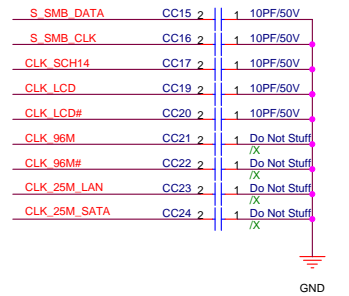 S_SMB_DATA CC15 2 1 10PF/50V
S_SMB_CLK CC16 2 1 10PF/50V
CLK_SCH14 CC17 2 1 10PF/50V
CLK_LCD CC19 2 1 10PF/50V
CLK_LCD# CC20 2 1 10PF/50V
CLK_96M CC21 2 1 Do Not Stuff
/X
CLK_96M# CC22 2 1 Do Not Stuff
/X
CLK_25M_LAN CC23 2 1 Do Not Stuff
/X
CLK_25M_SATA CC24 2 1 Do Not Stuff
/X
GND